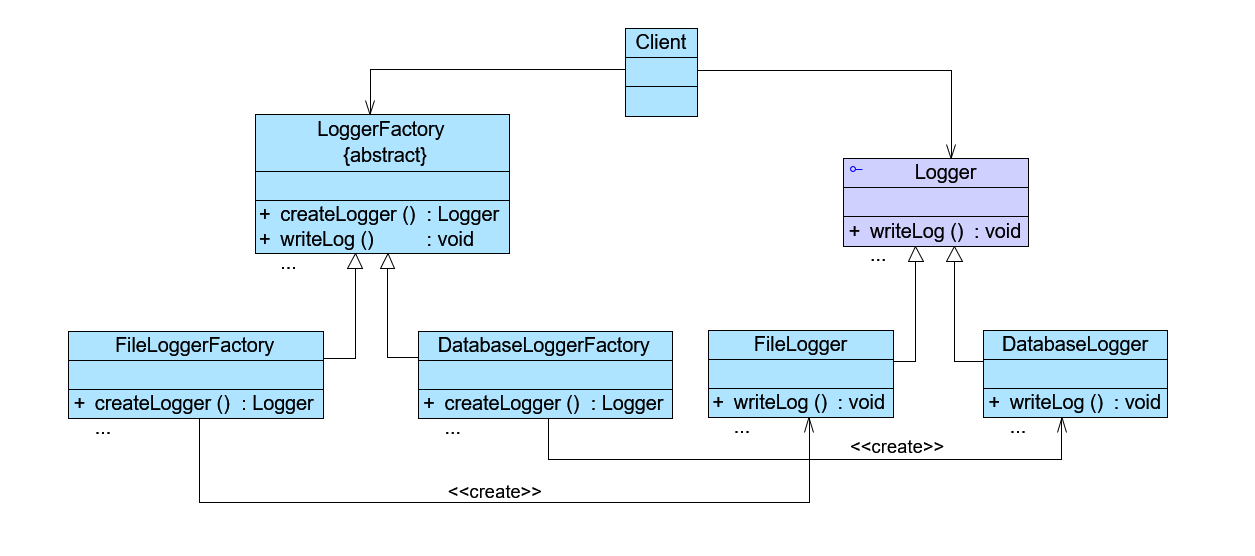 Client
LoggerFactory
{abstract}
+ createLogger () : Logger
+ writeLog () : void
...
Logger
+ writeLog () : void
...
FileLoggerFactory
+ createLogger () : Logger
...
DatabaseLoggerFactory
+ createLogger () : Logger
...
FileLogger
+ writeLog () : void
...
DatabaseLogger
+ writeLog () : void
...
<<create>>
<<create>>